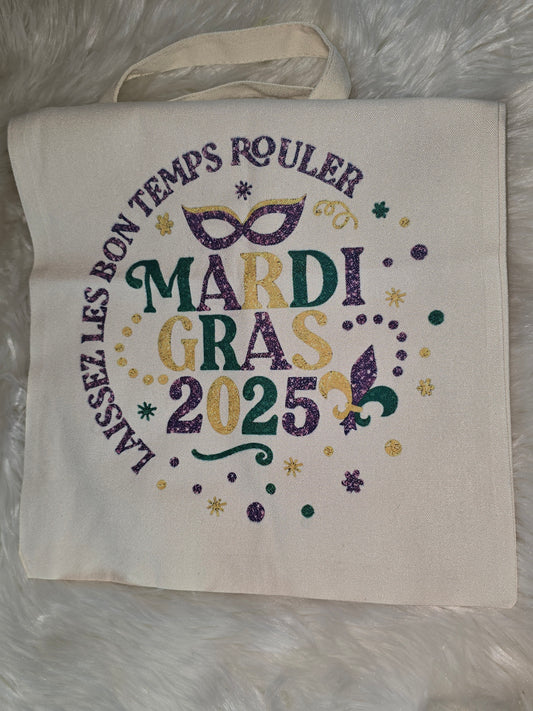 LAISSEZ LES BON TEMPS ROULER
MARDI
GRAS
2025